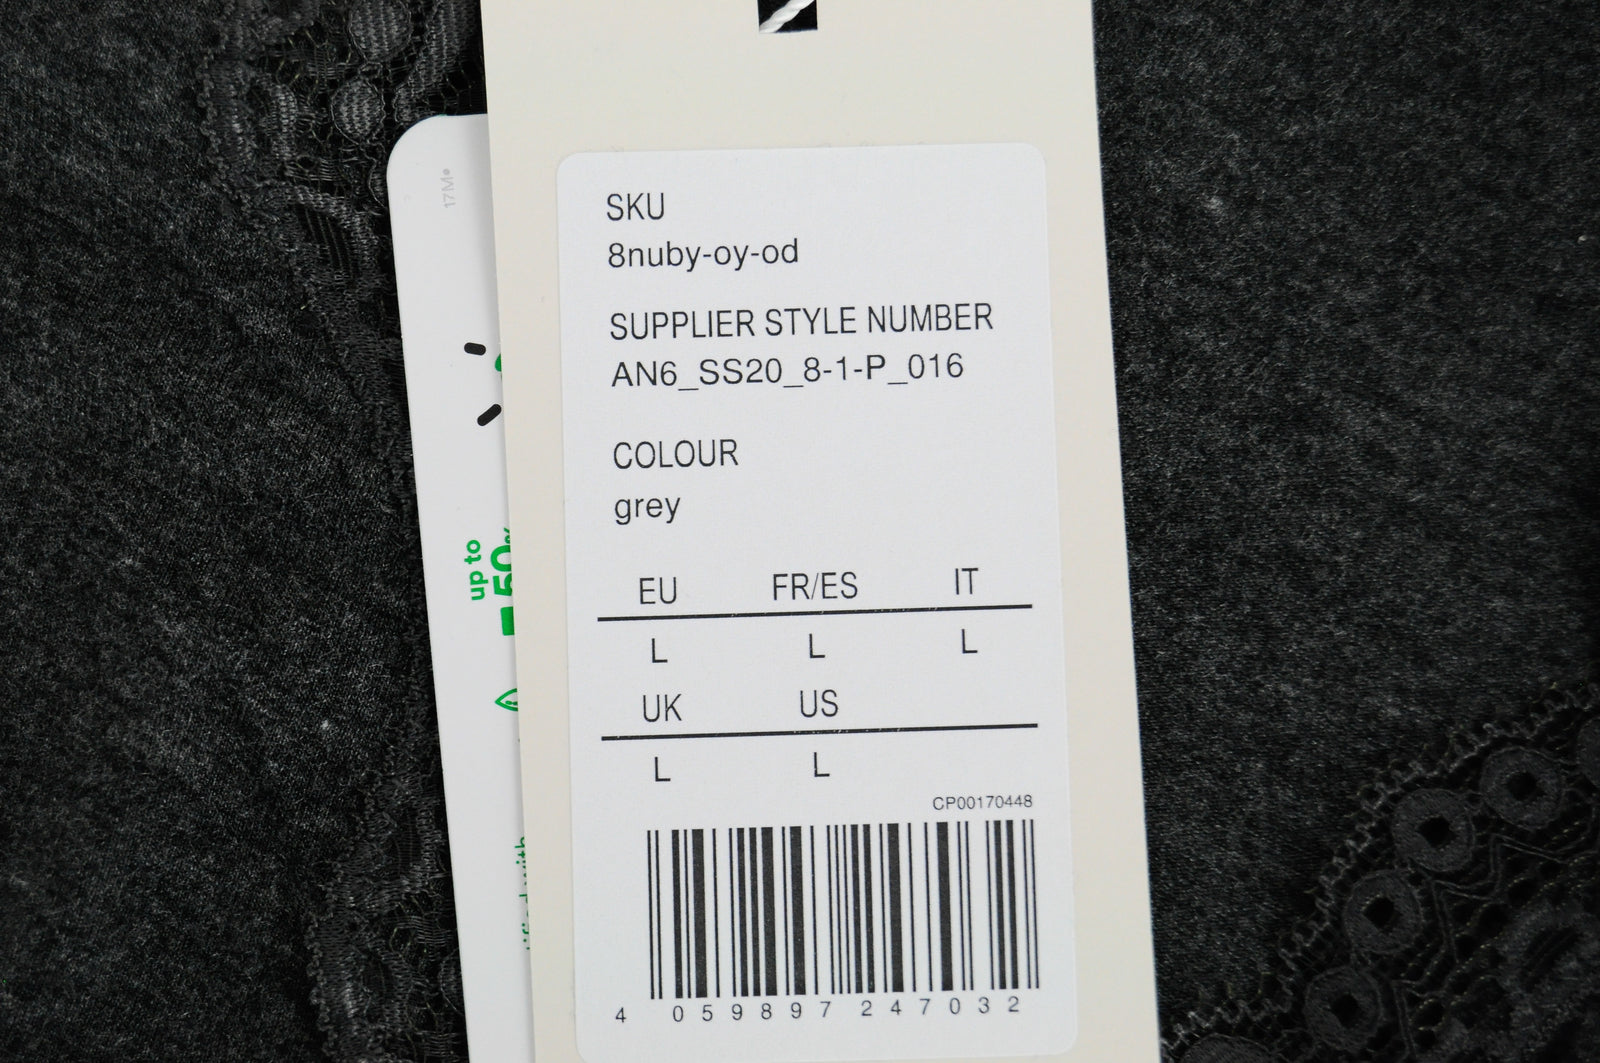 17M
SKU
8nuby-oy-od
SUPPLIER STYLE NUMBER
AN6_SS20_8-1-P_016
COLOUR
grey
EU FR/ES IT
L L L
UK US
L L
CP00170448
4 059897 247032
up to
50%